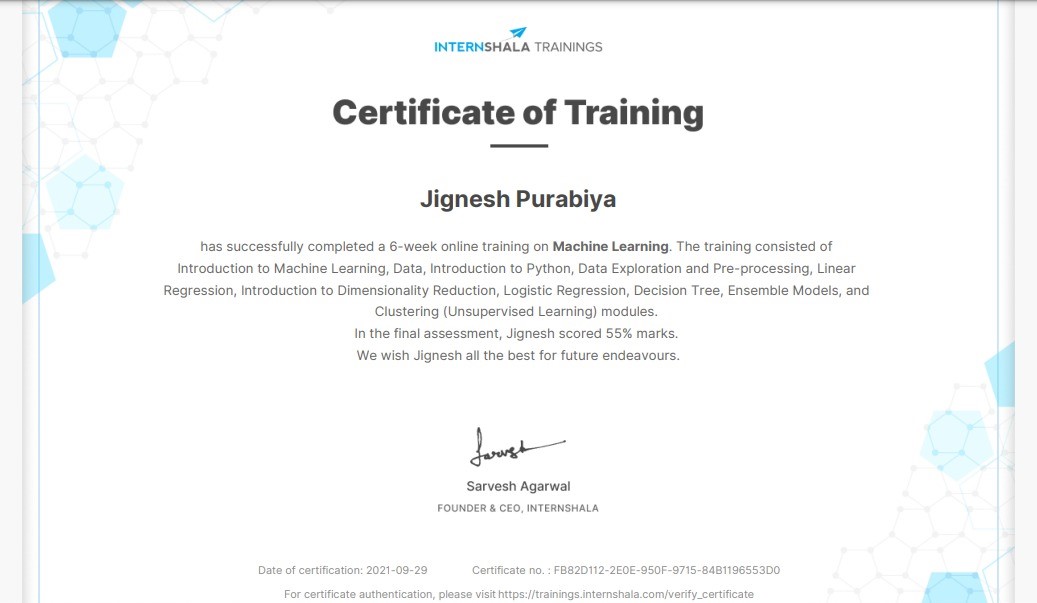 INTERNSHALA TRAININGS
Certificate of Training
Jignesh Purabiya
has successfully completed a 6-week online training on Machine Learning. The training consisted of
Introduction to Machine Learning, Data, Introduction to Python, Data Exploration and Pre-processing, Linear
Regression, Introduction to Dimensionality Reduction, Logistic Regression, Decision Tree, Ensemble Models, and
Clustering (Unsupervised Learning) modules.
In the final assessment, Jignesh scored 55% marks.
We wish Jignesh all the best for future endeavours.
Sarvesh
Sarvesh Agarwal
FOUNDER & CEO, INTERNSHALA
Date of certification: 2021-09-29 Certificate no. : FB82D112-2E0E-950F-9715-84B1196553D0
For certificate authentication, please visit https://trainings.internshala.com/verify_certificate